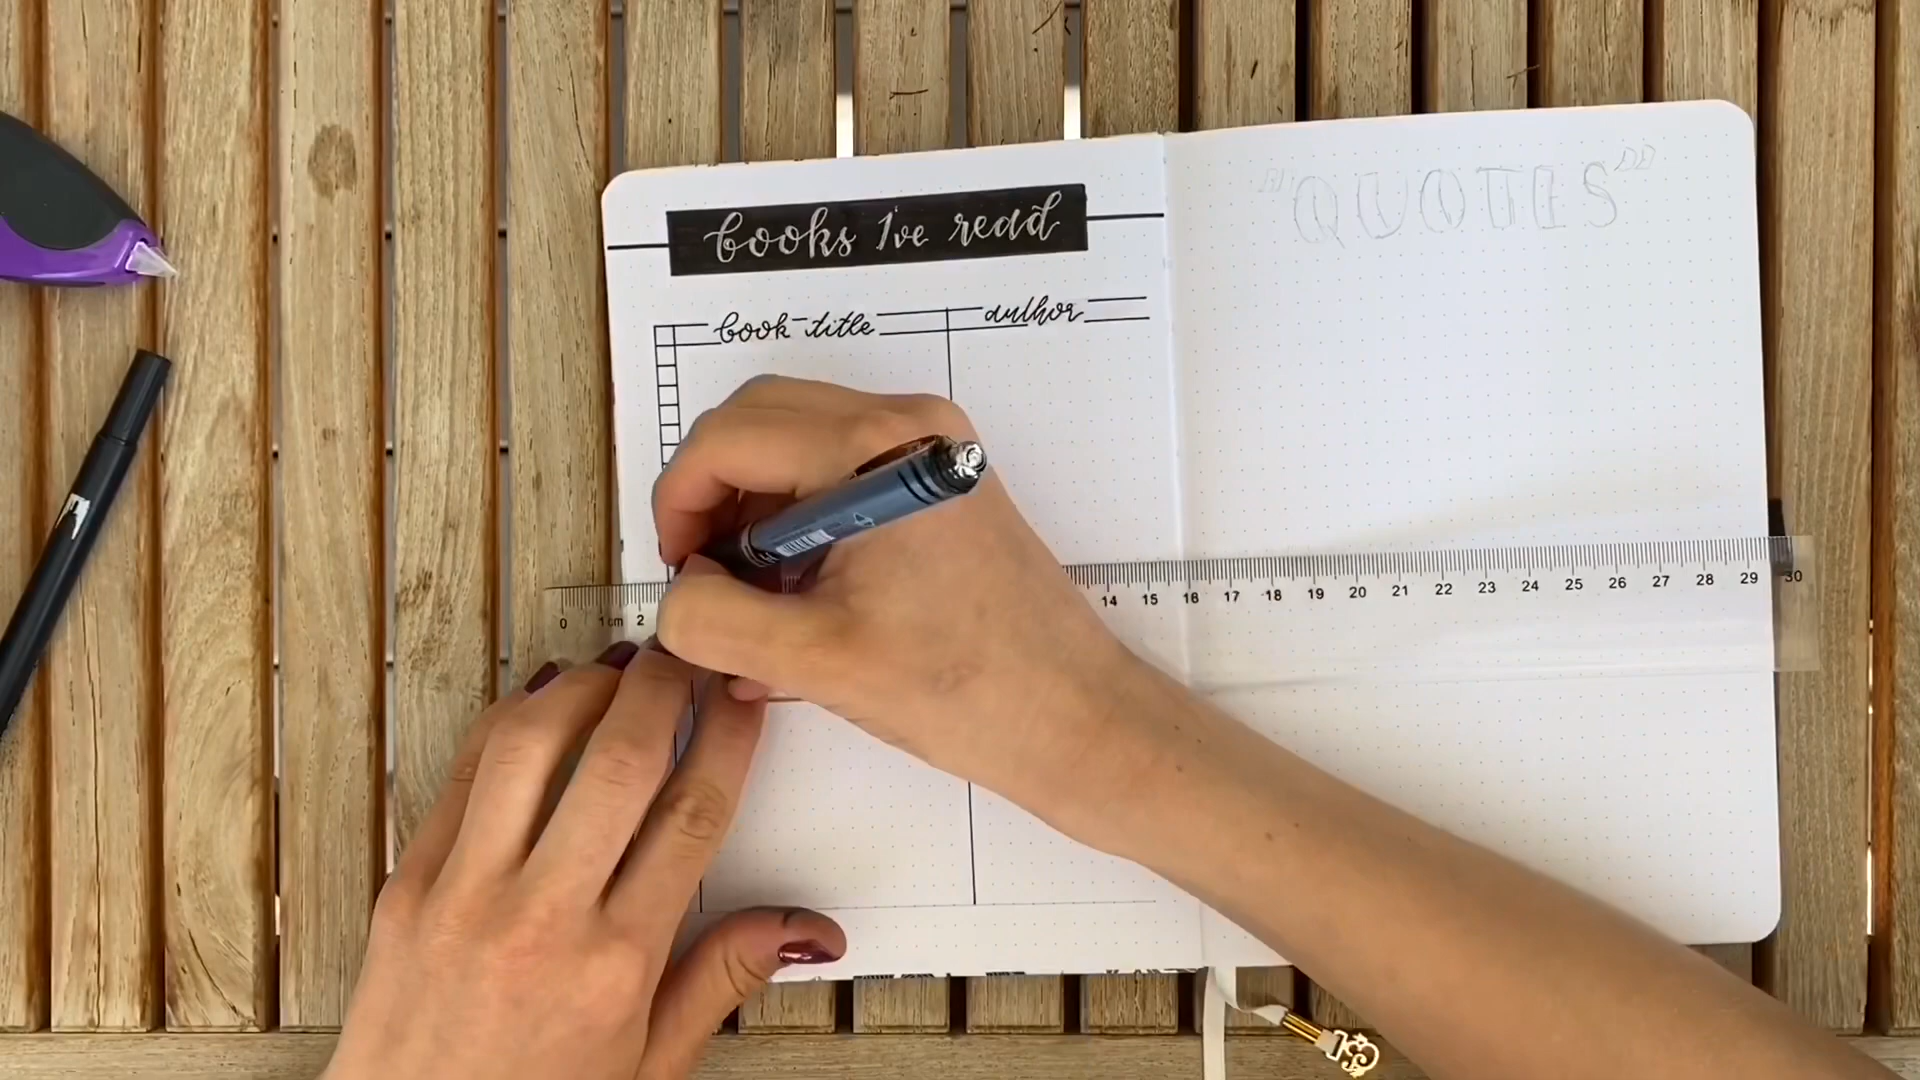 books I've read
book title
author
"QUOTES"
0 1cm 2 14 15 16 17 18 19 20 21 22 23 24 25 26 27 28 29 30